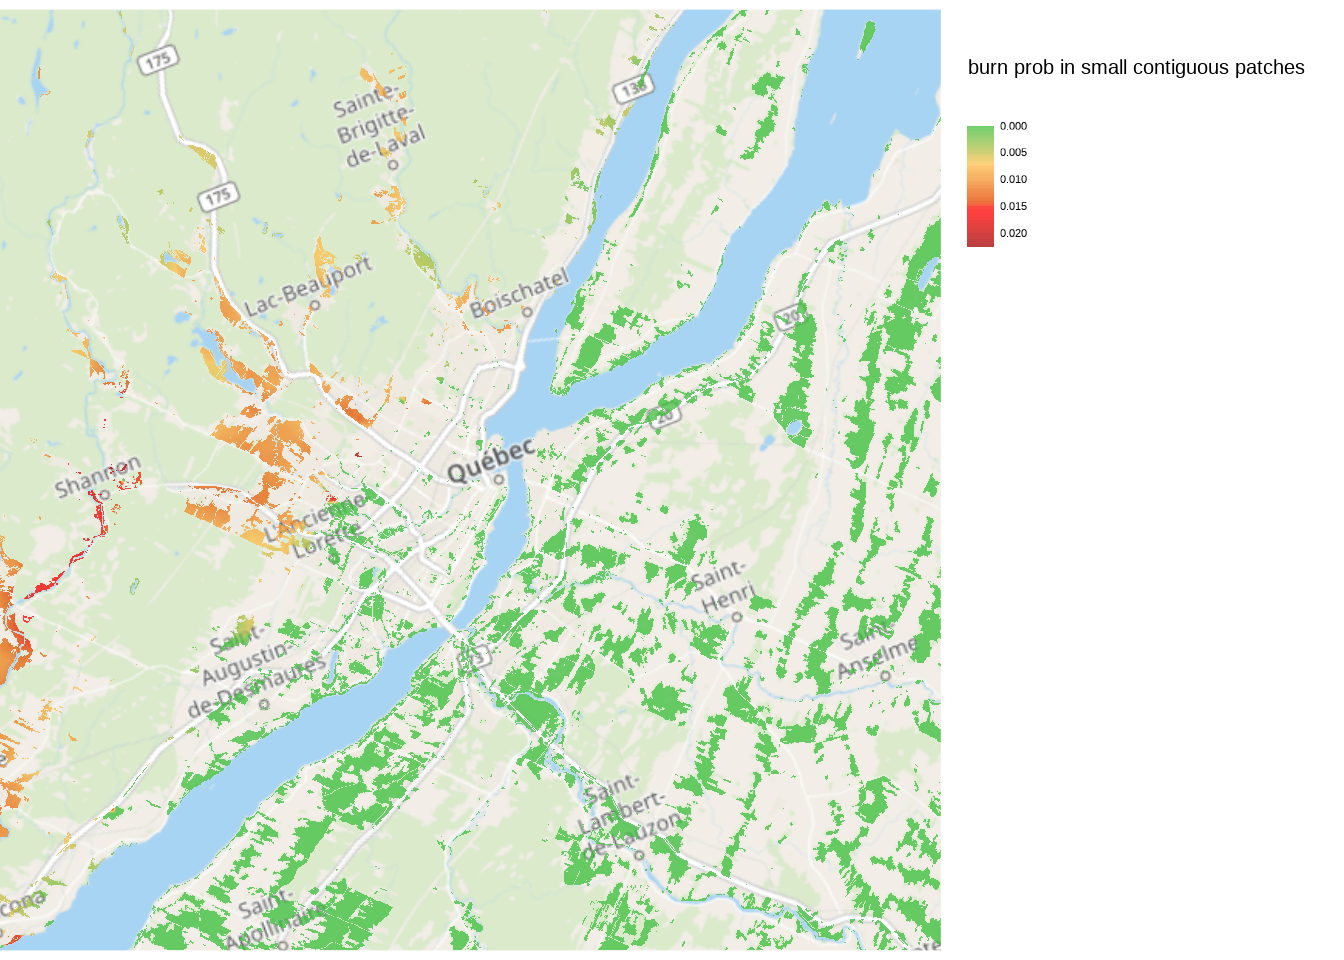 burn prob in small contiguous patches
0.000
0.005
0.010
0.015
0.020
175
138
Sainte-
Brigitte-
de-Laval
175
Lac-Beauport
Boischatel
20
20
Québec
Shannon
L'Ancienne-
Lorette
Saint-
Henri
Saint-
Anselme
Saint-
Augustin-
de-Desmaures
Saint-
Lambert-
de-Lauzon
cona
Saint-
Apollinaire